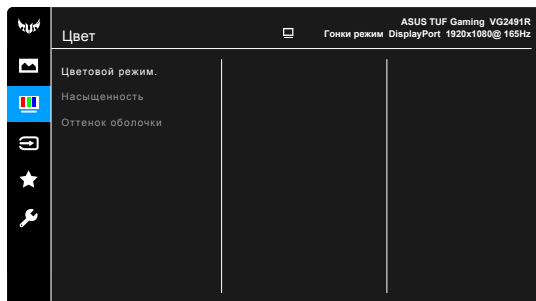 ASUS TUF Gaming VG2491R
Цвет
Гонки режим DisplayPort 1920x1080@ 165Hz
Цветовой режим.
Насыщенность
Оттенок оболочки